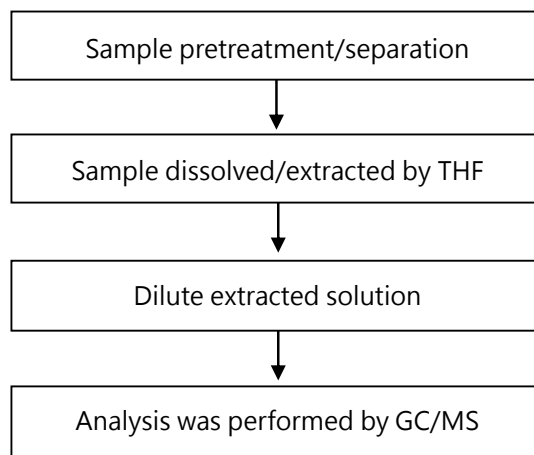 Sample pretreatment/separation
Sample dissolved/extracted by THF
Dilute extracted solution
Analysis was performed by GC/MS